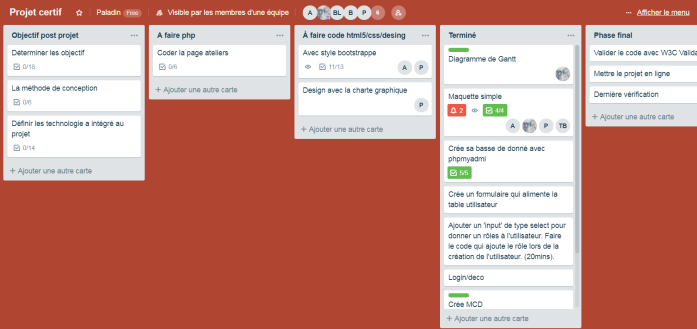 Projet certif
Paladin Free
Visible par les membres d'une équipe
A BL B P 6
Afficher le menu
Objectif post projet
Déterminer les objectif
0/16
La méthode de conception
0/6
Définir les technologie a intégré au
projet
0/14
+ Ajouter une autre carte
A faire php
Coder la page ateliers
0/6
+ Ajouter une autre carte
À faire code html5/css/desing
Avec style bootstrappe
11/13
A P
Design avec la charte graphique
P
+ Ajouter une autre carte
Terminé
Diagramme de Gantt
Maquette simple
2 4/4
A P TB
Crée sa basse de donné avec
phpmyadmi
5/5
Crée un formulaire qui alimente la
table utilisateur
Ajouter un 'input' de type select pour
donner un rôles à l'utilisateur. Faire
le code qui ajoute le rôle lors de la
création de l'utilisateur. (20mins).
Login/deco
Crée MCD
+ Ajouter une autre carte
Phase final
Valider le code avec W3C Valida
Mettre le projet en ligne
Dernière vérification
+ Ajouter une autre carte